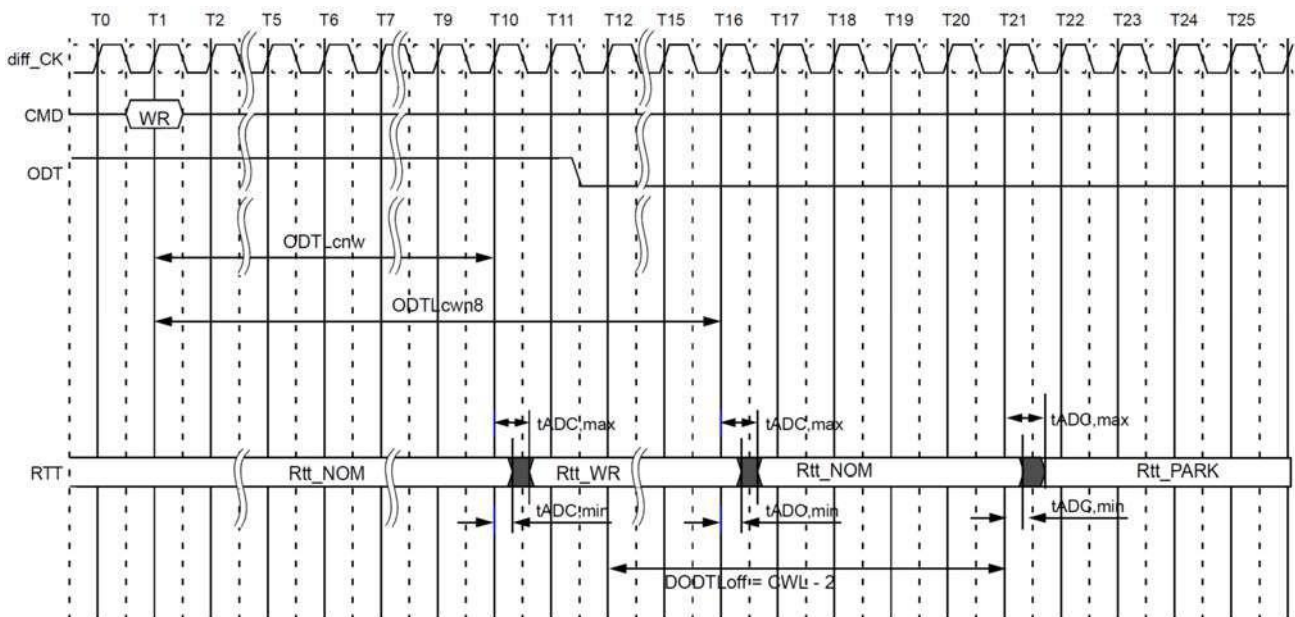 T0 T1 T2 T5 T6 T7 T9 T10 T11 T12 T15 T16 T17 T18 T19 T20 T21 T22 T23 T24 T25
diff_CK
CMD WR
ODT
ODTLcnw
ODTLcwn8
tADC,max tADC,max tADC,max
RTT Rtt_NOM Rtt_WR Rtt_NOM Rtt_PARK
tADC,min tADC,min tADC,min
DODTLoff = CWL - 2